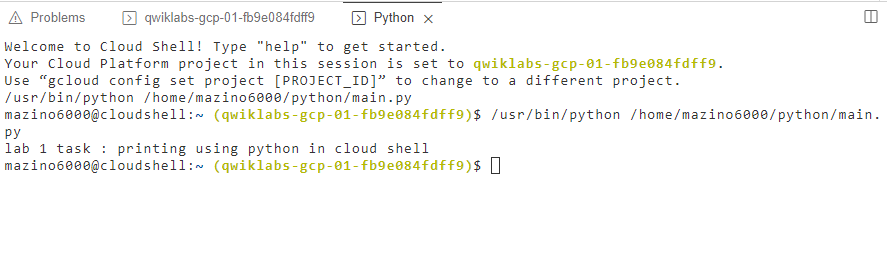 Problems qwiklabs-gcp-01-fb9e084fdff9 Python
Welcome to Cloud Shell! Type "help" to get started.
Your Cloud Platform project in this session is set to qwiklabs-gcp-01-fb9e084fdff9.
Use “gcloud config set project [PROJECT_ID]” to change to a different project.
/usr/bin/python /home/mazino6000/python/main.py
mazino6000@cloudshell:~ (qwiklabs-gcp-01-fb9e084fdff9)$ /usr/bin/python /home/mazino6000/python/main.
py
lab 1 task : printing using python in cloud shell
mazino6000@cloudshell:~ (qwiklabs-gcp-01-fb9e084fdff9)$